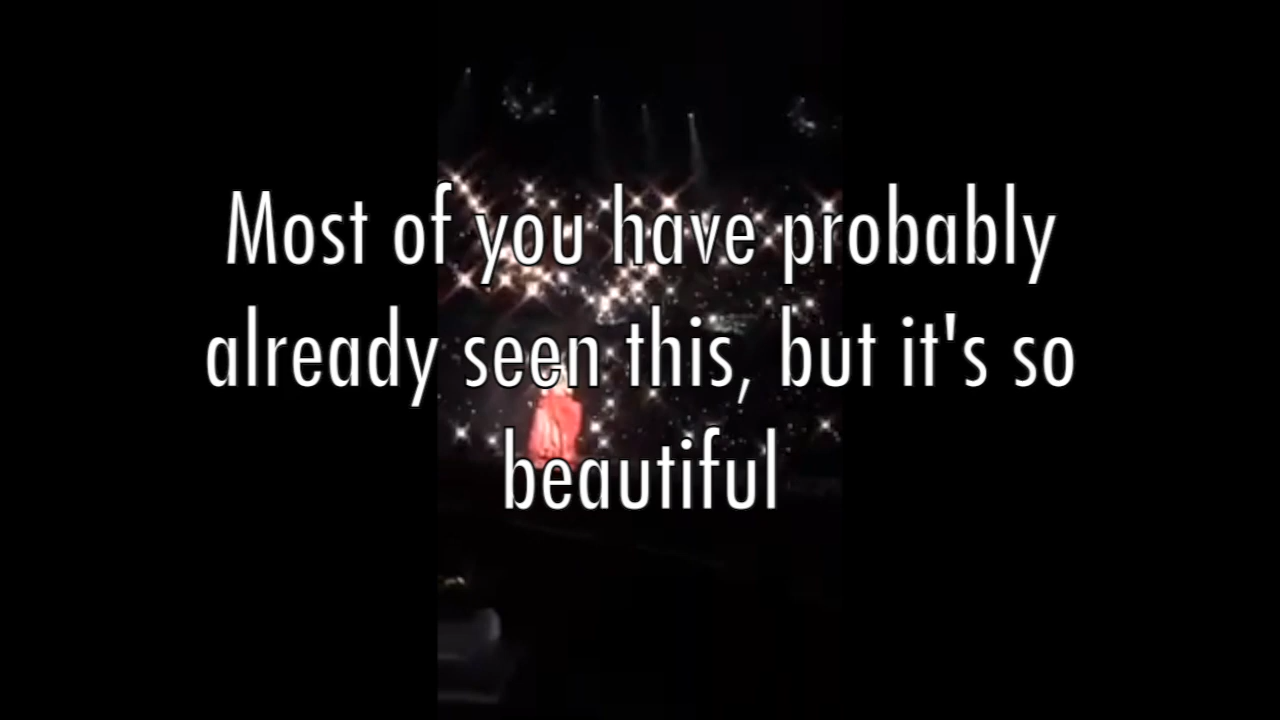 Most of you have probably
already seen this, but it's so
beautiful